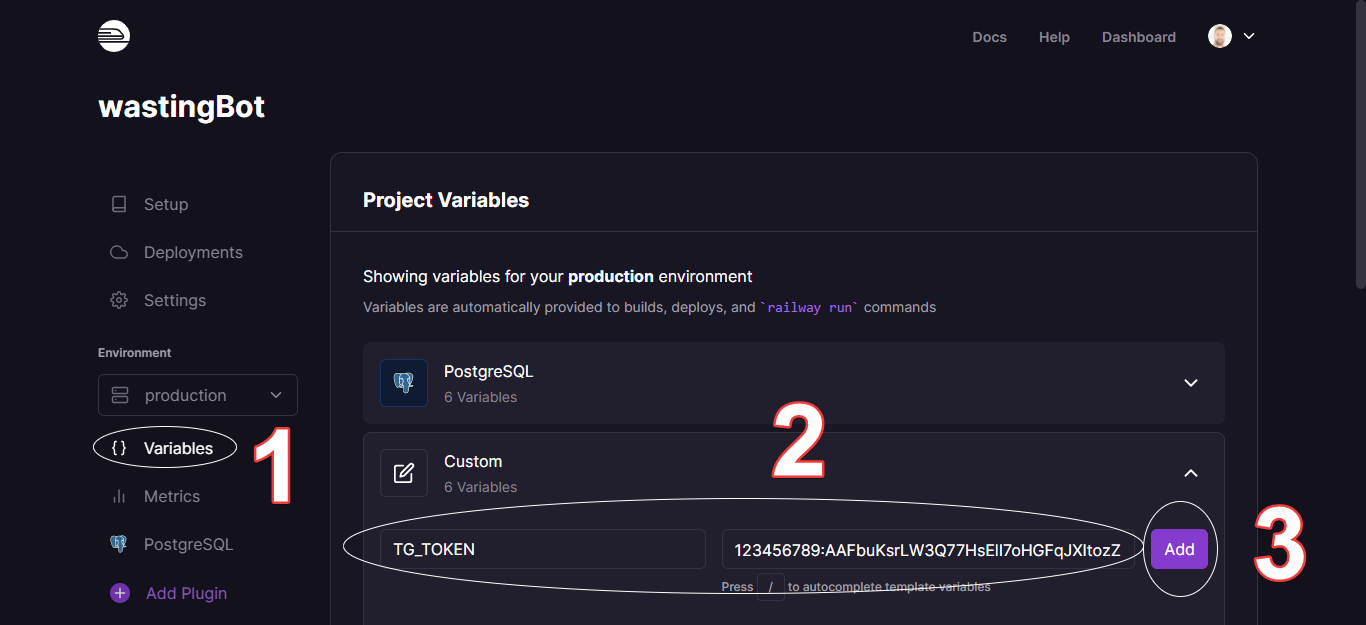 Docs Help Dashboard
wastingBot
Setup
Deployments
Settings
Environment
production
{ } Variables
1
Metrics
PostgreSQL
Add Plugin
Project Variables
Showing variables for your production environment
Variables are automatically provided to builds, deploys, and `railway run` commands
PostgreSQL
6 Variables
2
Custom
6 Variables
TG_TOKEN
123456789:AAFbuKsrLW3Q77HsEll7oHGFqJXItozZ
Add
3
Press / to autocomplete template variables